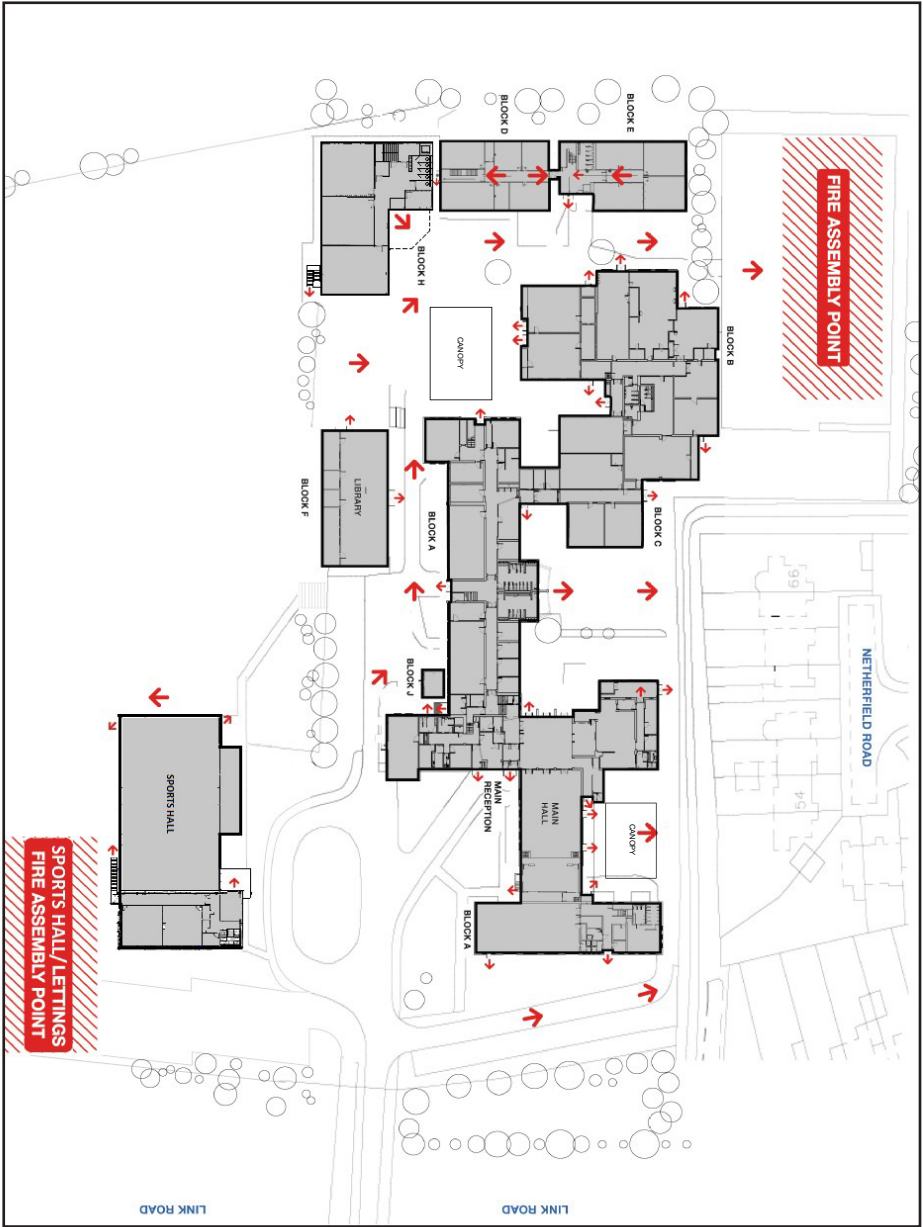 FIRE ASSEMBLY POINT
NETHERFIELD ROAD
66
54
BLOCK B
BLOCK C
BLOCK E
CANOPY
MAIN
HALL
LINK ROAD
BLOCK D
MAIN
RECEPTION
BLOCK A
CANOPY
BLOCK A
BLOCK H
BLOCK J
LIBRARY
BLOCK F
SPORTS HALL
LINK ROAD
SPORTS HALL/ LETTINGS
FIRE ASSEMBLY POINT